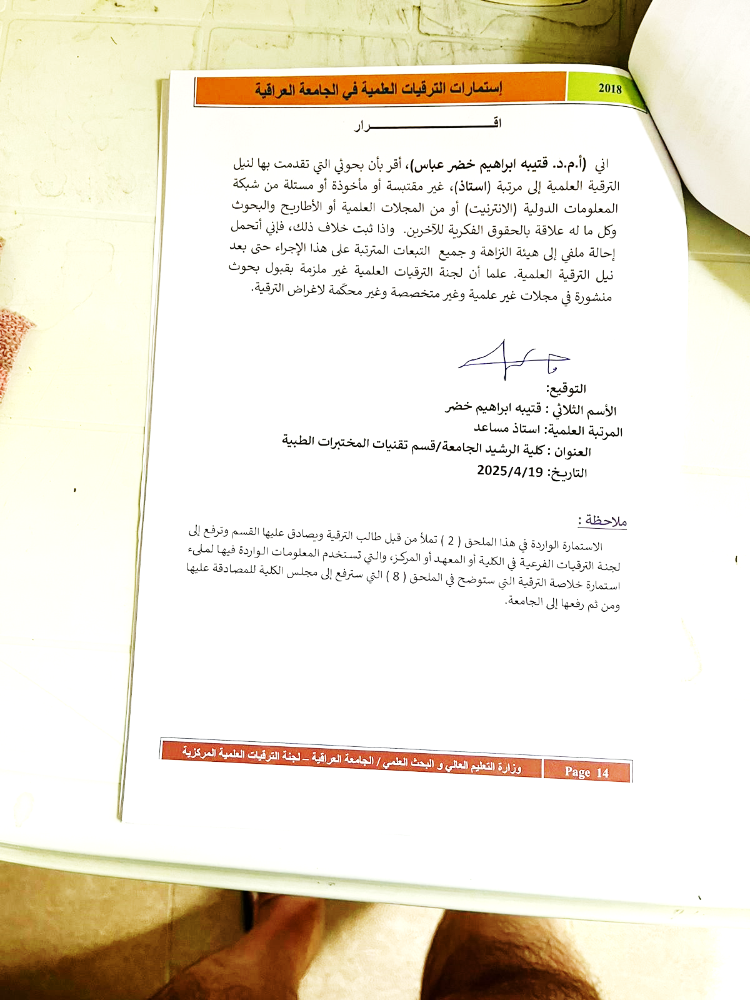 إستمارات الترقيات العلمية في الجامعة العراقية 2018
اقـــــــــــــــــــــــرار
اني (أ.م.د. قتيبه ابراهيم خضر عباس)، أقر بأن بحوثي التي تقدمت بها لنيل
الترقية العلمية إلى مرتبة (استاذ)، غير مقتبسة أو مأخوذة أو مستلة من شبكة
المعلومات الدولية (الانترنيت) أو من المجلات العلمية أو الأطاريح والبحوث
وكل ما له علاقة بالحقوق الفكرية للآخرين. واذا ثبت خلاف ذلك، فإني أتحمل
إحالة ملفي إلى هيئة النزاهة و جميع التبعات المترتبة على هذا الإجراء حتى بعد
نيل الترقية العلمية. علما أن لجنة الترقيات العلمية غير ملزمة بقبول بحوث
منشورة في مجلات غير علمية وغير متخصصة وغير محكّمة لاغراض الترقية.
التوقيع:
الأسم الثلاثي : قتيبه ابراهيم خضر
المرتبة العلمية: استاذ مساعد
العنوان : كلية الرشيد الجامعة/قسم تقنيات المختبرات الطبية
التاريخ: 2025/4/19
ملاحظة :
الاستمارة الواردة في هذا الملحق ( 2 ) تملأ من قبل طالب الترقية ويصادق عليها القسم وترفع إلى
لجنة الترقيات الفرعية في الكلية أو المعهد أو المركز، والتي تستخدم المعلومات الواردة فيها لملىء
استمارة خلاصة الترقية التي ستوضح في الملحق ( 8 ) التي سترفع إلى مجلس الكلية للمصادقة عليها
ومن ثم رفعها إلى الجامعة.
وزارة التعليم العالي و البحث العلمي / الجامعة العراقية – لجنة الترقيات العلمية المركزية Page 14